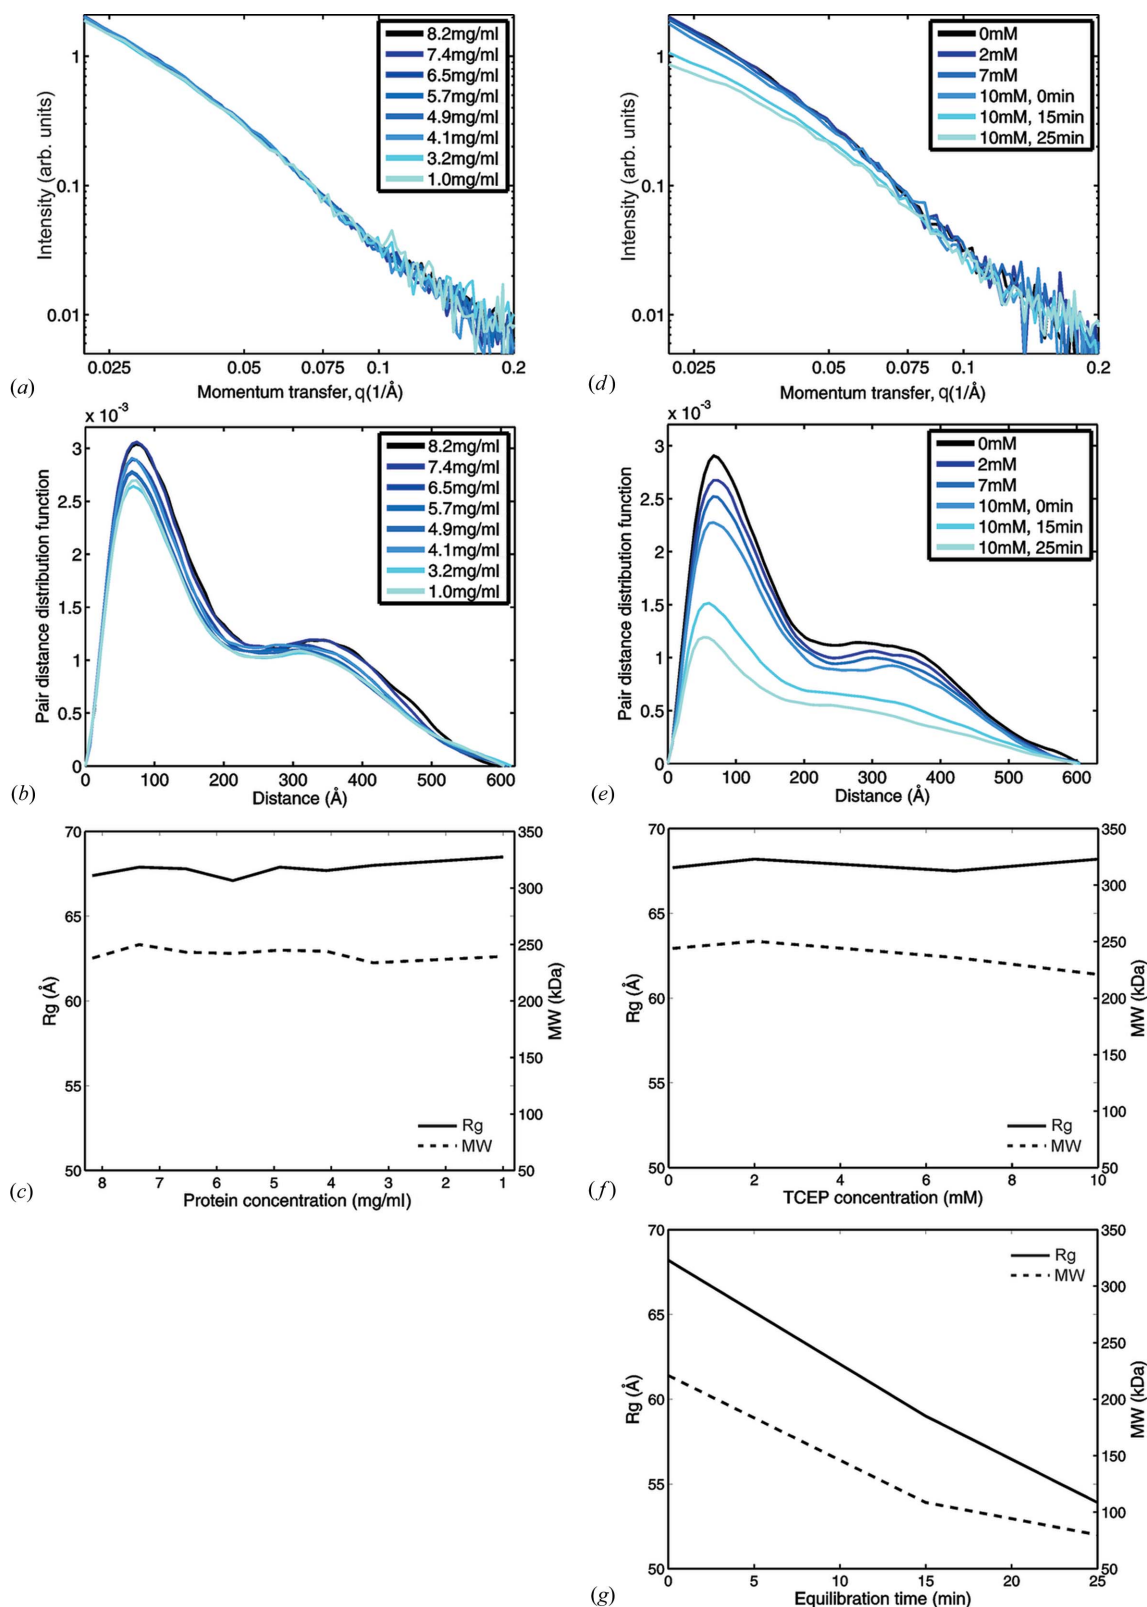 1
0.1
0.01
Intensity (arb. units)
8.2mg/ml
7.4mg/ml
6.5mg/ml
5.7mg/ml
4.9mg/ml
4.1mg/ml
3.2mg/ml
1.0mg/ml
0.025 0.05 0.075 0.1 0.2
(a) Momentum transfer, q(1/Å)
1
0.1
0.01
Intensity (arb. units)
0mM
2mM
7mM
10mM, 0min
10mM, 15min
10mM, 25min
0.025 0.05 0.075 0.1 0.2
(d) Momentum transfer, q(1/Å)
x 10-3
3
2.5
2
1.5
1
0.5
0
Pair distance distribution function
8.2mg/ml
7.4mg/ml
6.5mg/ml
5.7mg/ml
4.9mg/ml
4.1mg/ml
3.2mg/ml
1.0mg/ml
0 100 200 300 400 500 600
(b) Distance (Å)
x 10-3
3
2.5
2
1.5
1
0.5
0
Pair distance distribution function
0mM
2mM
7mM
10mM, 0min
10mM, 15min
10mM, 25min
0 100 200 300 400 500 600
(e) Distance (Å)
70
65
60
55
50
Rg (Å)
350
300
250
200
150
100
50
MW (kDa)
Rg
MW
8 7 6 5 4 3 2 1
(c) Protein concentration (mg/ml)
70
65
60
55
50
Rg (Å)
350
300
250
200
150
100
50
MW (kDa)
Rg
MW
0 2 4 6 8 10
(f) TCEP concentration (mM)
70
65
60
55
50
Rg (Å)
350
300
250
200
150
100
50
MW (kDa)
Rg
MW
0 5 10 15 20 25
(g) Equilibration time (min)